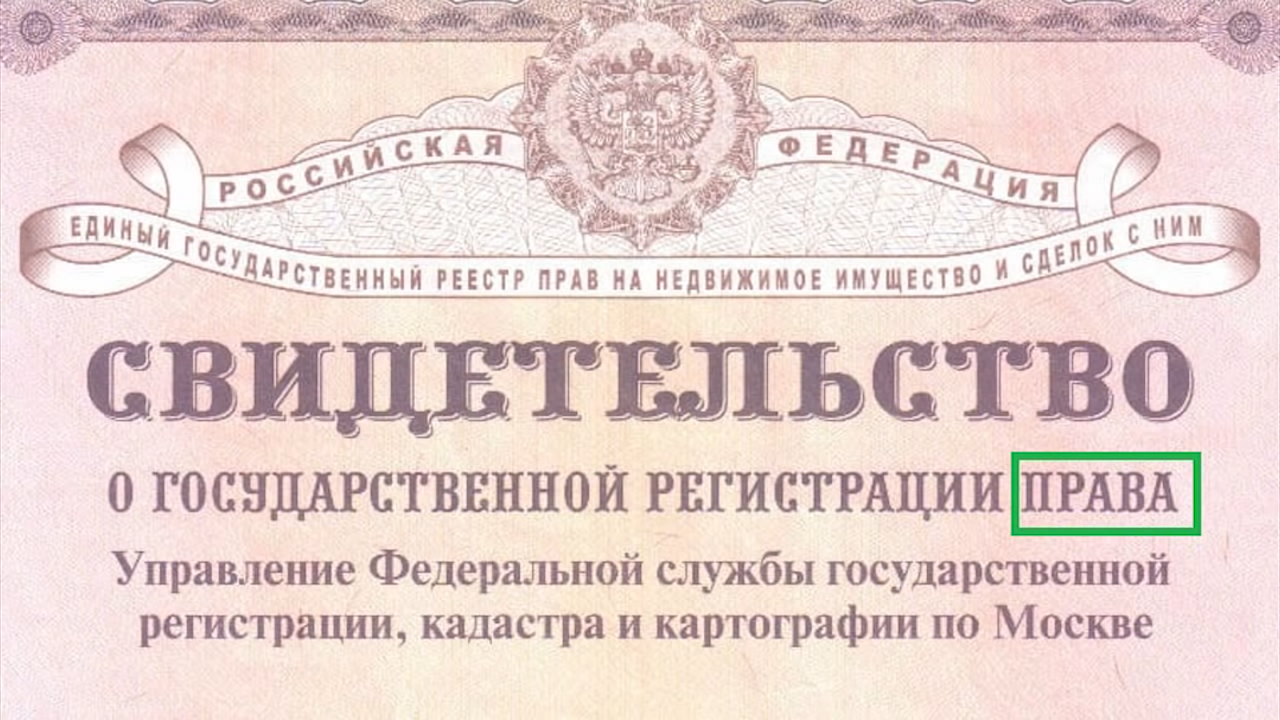 РОССИЙСКАЯ ФЕДЕРАЦИЯ
ЕДИНЫЙ ГОСУДАРСТВЕННЫЙ РЕЕСТР ПРАВ НА НЕДВИЖИМОЕ ИМУЩЕСТВО И СДЕЛОК С НИМ
СВИДЕТЕЛЬСТВО
О ГОСУДАРСТВЕННОЙ РЕГИСТРАЦИИ ПРАВА
Управление Федеральной службы государственной
регистрации, кадастра и картографии по Москве